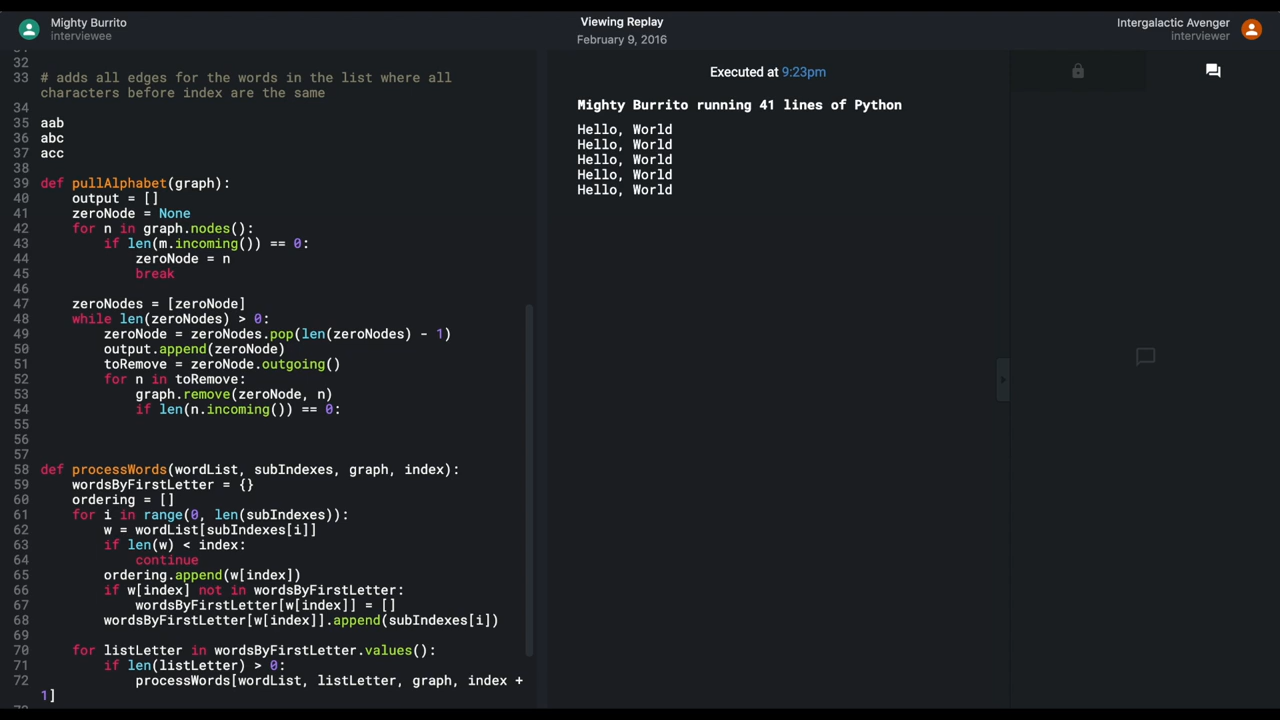 Mighty Burrito
interviewee
Viewing Replay
February 9, 2016
Intergalactic Avenger
interviewer
32
33 # adds all edges for the words in the list where all
characters before index are the same
34
35 aab
36 abc
37 acc
38
39 def pullAlphabet(graph):
40 output = []
41 zeroNode = None
42 for n in graph.nodes():
43 if len(m.incoming()) == 0:
44 zeroNode = n
45 break
46
47 zeroNodes = [zeroNode]
48 while len(zeroNodes) > 0:
49 zeroNode = zeroNodes.pop(len(zeroNodes) - 1)
50 output.append(zeroNode)
51 toRemove = zeroNode.outgoing()
52 for n in toRemove:
53 graph.remove(zeroNode, n)
54 if len(n.incoming()) == 0:
55
56
57
58 def processWords(wordList, subIndexes, graph, index):
59 wordsByFirstLetter = {}
60 ordering = []
61 for i in range(0, len(subIndexes)):
62 w = wordList[subIndexes[i]]
63 if len(w) < index:
64 continue
65 ordering.append(w[index])
66 if w[index] not in wordsByFirstLetter:
67 wordsByFirstLetter[w[index]] = []
68 wordsByFirstLetter[w[index]].append(subIndexes[i])
69
70 for listLetter in wordsByFirstLetter.values():
71 if len(listLetter) > 0:
72 processWords[wordList, listLetter, graph, index +
1]
Executed at 9:23pm
Mighty Burrito running 41 lines of Python
Hello, World
Hello, World
Hello, World
Hello, World
Hello, World